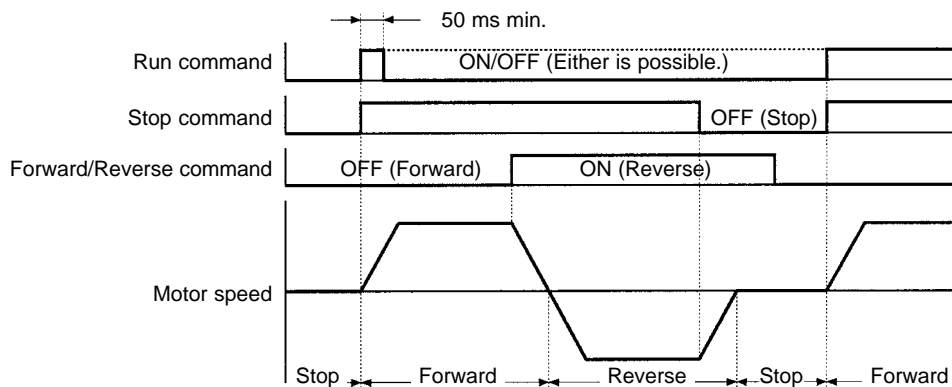 50 ms min.
Run command
ON/OFF (Either is possible.)
Stop command
OFF (Stop)
Forward/Reverse command
OFF (Forward)
ON (Reverse)
Motor speed
Stop
Forward
Reverse
Stop
Forward